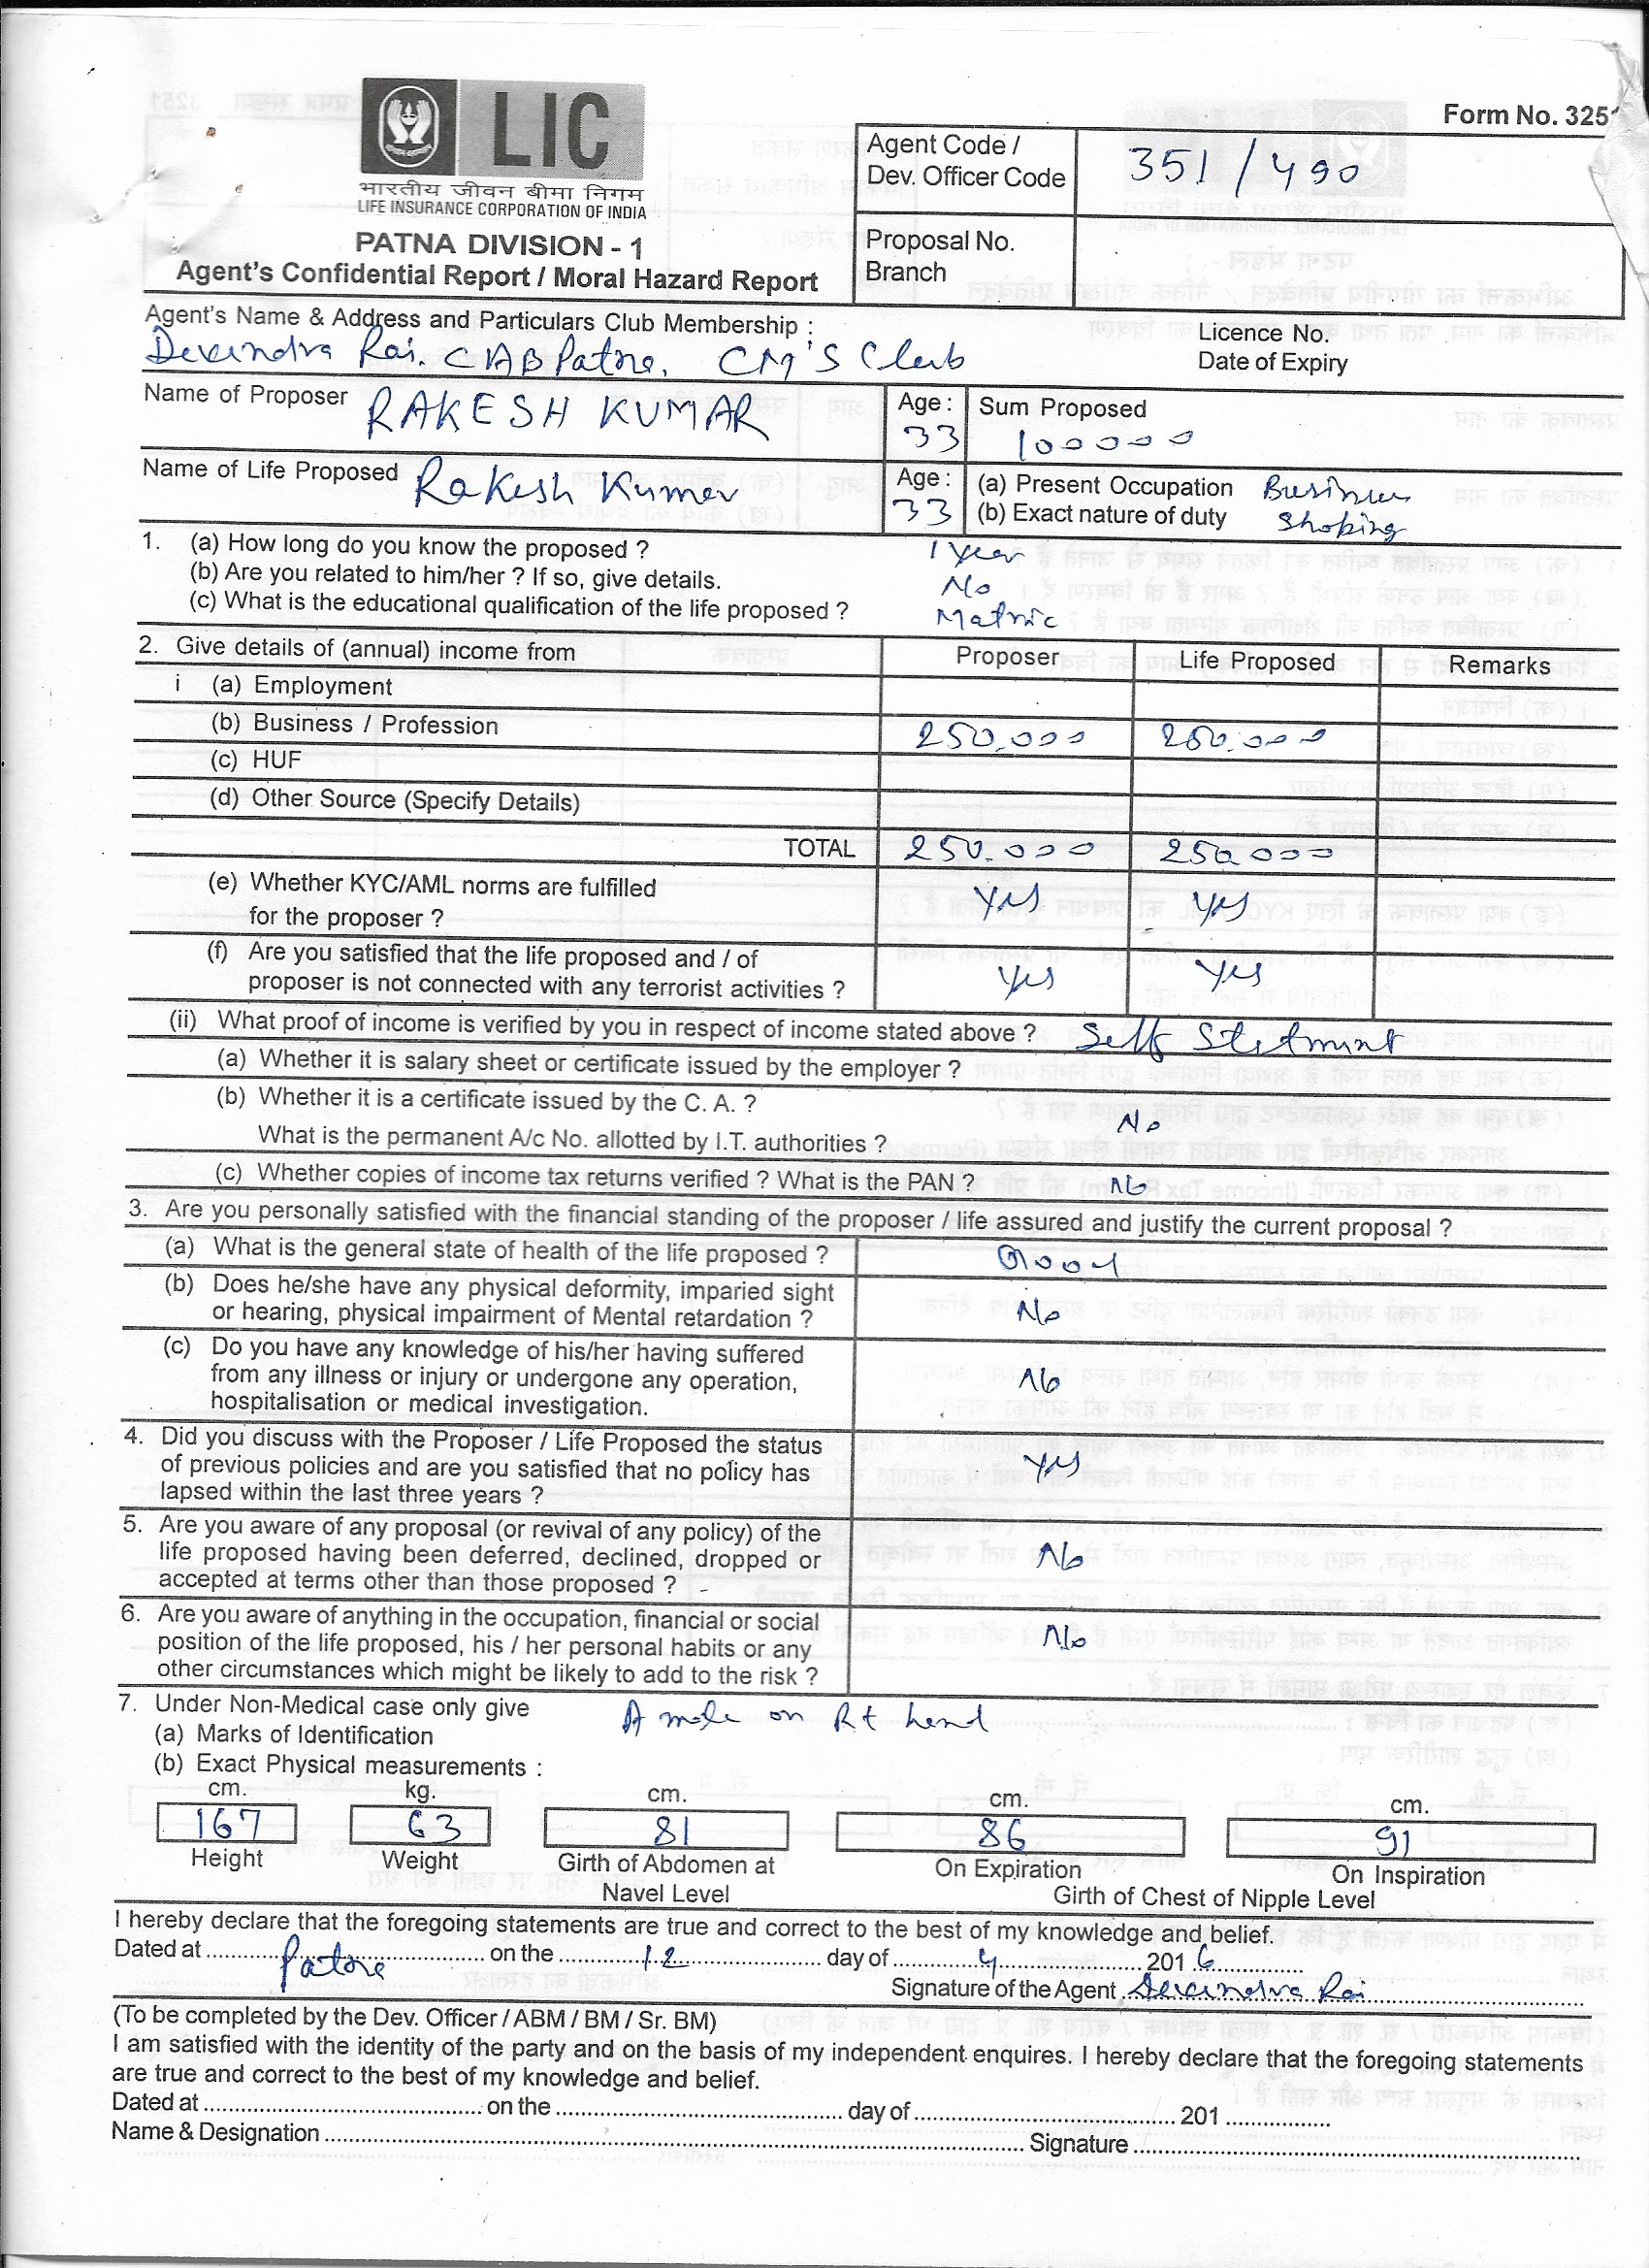 Form No. 3251
LIC
भारतीय जीवन बीमा निगम
LIFE INSURANCE CORPORATION OF INDIA
PATNA DIVISION - 1
Agent's Confidential Report / Moral Hazard Report
Agent Code /
Dev. Officer Code 351/490
Proposal No.
Branch
Agent's Name & Address and Particulars Club Membership :
Devendra Rai. CAB Patna, CM'S Club
Licence No.
Date of Expiry
Name of Proposer RAKESH KUMAR Age : 33 Sum Proposed 100000
Name of Life Proposed Rakesh Kumar Age : 33 (a) Present Occupation Business
(b) Exact nature of duty Shoking
1. (a) How long do you know the proposed ? 1 year
(b) Are you related to him/her ? If so, give details. No
(c) What is the educational qualification of the life proposed ? Matric
2. Give details of (annual) income from Proposer Life Proposed Remarks
i (a) Employment
(b) Business / Profession 250.000 250.000
(c) HUF
(d) Other Source (Specify Details)
TOTAL 250.000 250000
(e) Whether KYC/AML norms are fulfilled
for the proposer ? Yes Yes
(f) Are you satisfied that the life proposed and / of
proposer is not connected with any terrorist activities ? Yes Yes
(ii) What proof of income is verified by you in respect of income stated above ? Self Stetment
(a) Whether it is salary sheet or certificate issued by the employer ?
(b) Whether it is a certificate issued by the C. A. ?
What is the permanent A/c No. allotted by I.T. authorities ? No
(c) Whether copies of income tax returns verified ? What is the PAN ? No
3. Are you personally satisfied with the financial standing of the proposer / life assured and justify the current proposal ?
(a) What is the general state of health of the life proposed ? Good
(b) Does he/she have any physical deformity, imparied sight
or hearing, physical impairment of Mental retardation ? No
(c) Do you have any knowledge of his/her having suffered
from any illness or injury or undergone any operation, No
hospitalisation or medical investigation.
4. Did you discuss with the Proposer / Life Proposed the status
of previous policies and are you satisfied that no policy has Yes
lapsed within the last three years ?
5. Are you aware of any proposal (or revival of any policy) of the
life proposed having been deferred, declined, dropped or No
accepted at terms other than those proposed ?
6. Are you aware of anything in the occupation, financial or social
position of the life proposed, his / her personal habits or any No
other circumstances which might be likely to add to the risk ?
7. Under Non-Medical case only give A mole on Rt hand
(a) Marks of Identification
(b) Exact Physical measurements :
cm. kg. cm. cm. cm.
167 63 81 86 91
Height Weight Girth of Abdomen at On Expiration On Inspiration
Navel Level Girth of Chest of Nipple Level
I hereby declare that the foregoing statements are true and correct to the best of my knowledge and belief.
Dated at Patna on the 12 day of 4 2016
Signature of the Agent Devendra Rai
(To be completed by the Dev. Officer / ABM / BM / Sr. BM)
I am satisfied with the identity of the party and on the basis of my independent enquires. I hereby declare that the foregoing statements
are true and correct to the best of my knowledge and belief.
Dated at on the day of 201
Name & Designation Signature